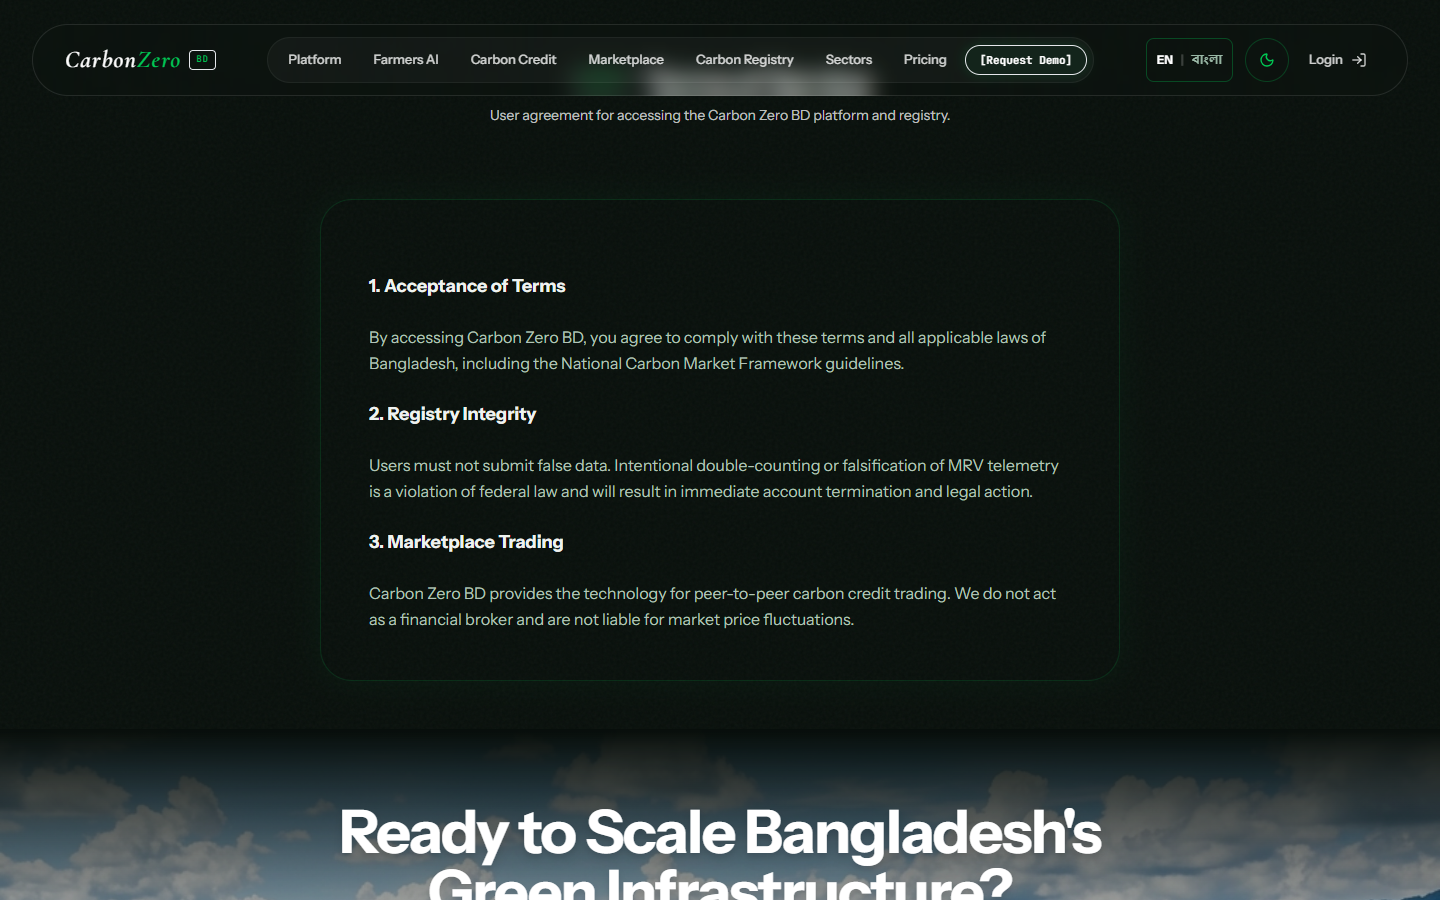 CarbonZero BD
Platform
Farmers AI
Carbon Credit
Marketplace
Carbon Registry
Sectors
Pricing
[Request Demo]
EN | বাংলা
Login
User agreement for accessing the Carbon Zero BD platform and registry.
1. Acceptance of Terms
By accessing Carbon Zero BD, you agree to comply with these terms and all applicable laws of
Bangladesh, including the National Carbon Market Framework guidelines.
2. Registry Integrity
Users must not submit false data. Intentional double-counting or falsification of MRV telemetry
is a violation of federal law and will result in immediate account termination and legal action.
3. Marketplace Trading
Carbon Zero BD provides the technology for peer-to-peer carbon credit trading. We do not act
as a financial broker and are not liable for market price fluctuations.
Ready to Scale Bangladesh's
Green Infrastructure?